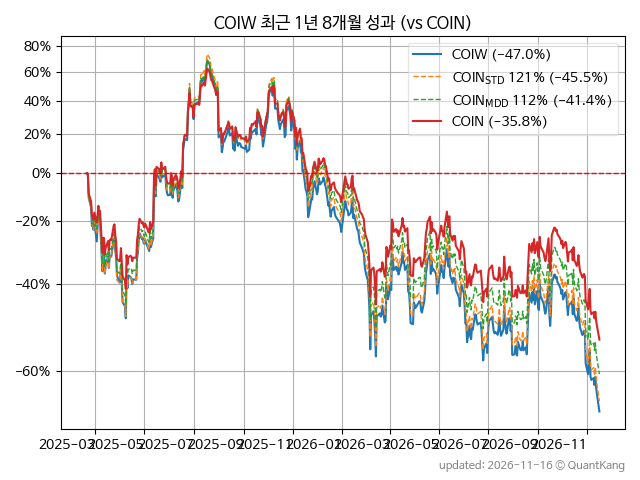 COIW 최근 1년 8개월 성과 (vs COIN)
80%
60%
40%
20%
0%
−20%
−40%
−60%
COIW (−47.0%)
COINSTD 121% (−45.5%)
COINMDD 112% (−41.4%)
COIN (−35.8%)
2025-03 2025-05 2025-07 2025-09 2025-11 2026-01 2026-03 2026-05 2026-07 2026-09 2026-11
updated: 2026-11-16 © QuantKang